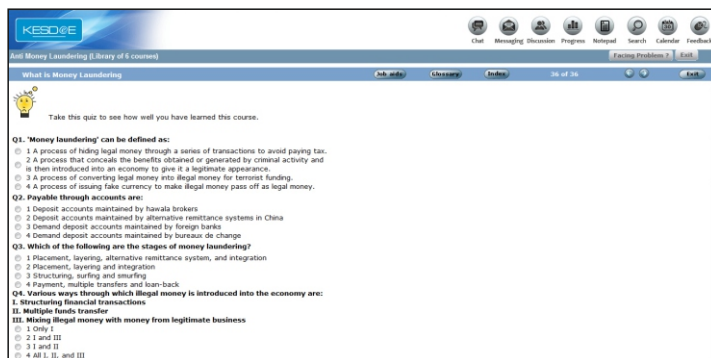 KESDEE
Chat Messaging Discussion Progress Notepad Search Calendar Feedback
Anti Money Laundering (Library of 6 courses) Facing Problem ? Exit
What is Money Laundering Job aids Glossary Index 36 of 36 Exit
Take this quiz to see how well you have learned this course.
Q1. 'Money laundering' can be defined as:
1 A process of hiding legal money through a series of transactions to avoid paying tax.
2 A process that conceals the benefits obtained or generated by criminal activity and
is then introduced into an economy to give it a legitimate appearance.
3 A process of converting legal money into illegal money for terrorist funding.
4 A process of issuing fake currency to make illegal money pass off as legal money.
Q2. Payable through accounts are:
1 Deposit accounts maintained by hawala brokers
2 Deposit accounts maintained by alternative remittance systems in China
3 Demand deposit accounts maintained by foreign banks
4 Demand deposit accounts maintained by bureaux de change
Q3. Which of the following are the stages of money laundering?
1 Placement, layering, alternative remittance system, and integration
2 Placement, layering and integration
3 Structuring, surfing and smurfing
4 Payment, multiple transfers and loan-back
Q4. Various ways through which illegal money is introduced into the economy are:
I. Structuring financial transactions
II. Multiple funds transfer
III. Mixing illegal money with money from legitimate business
1 Only I
2 I and III
3 I and II
4 All I, II, and III